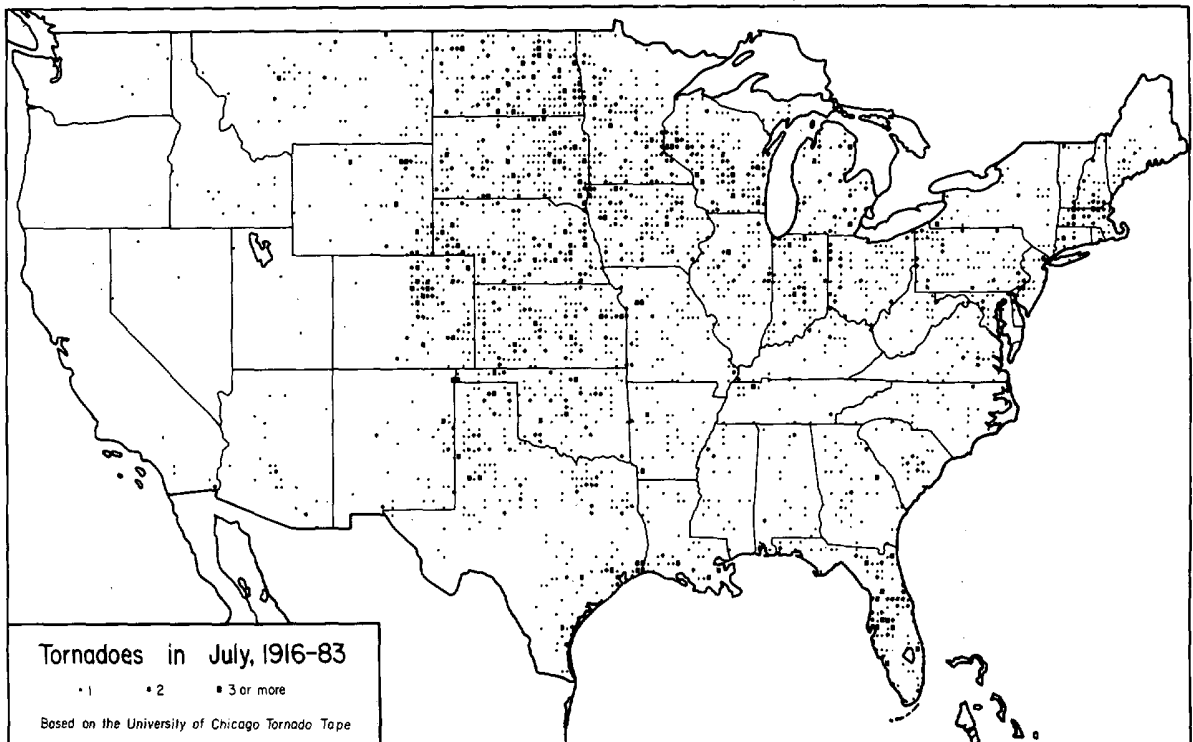 Tornadoes in July, 1916-83
• 1 ▪ 2 ■ 3 or more
Based on the University of Chicago Tornado Tape